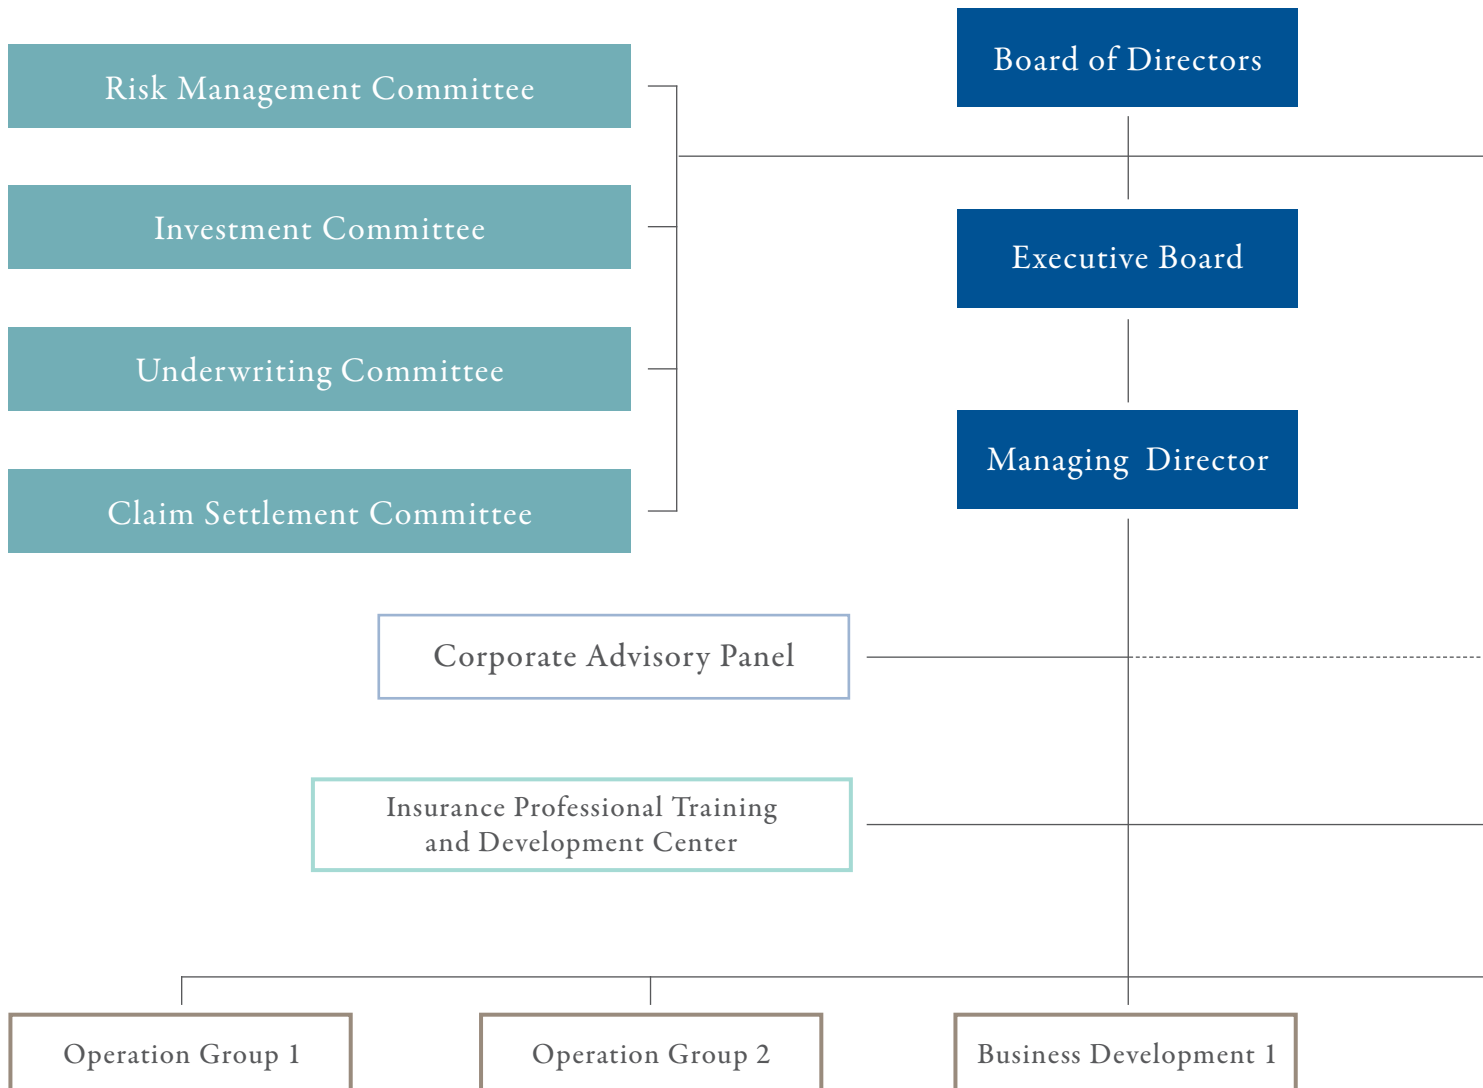 Board of Directors
Risk Management Committee
Investment Committee
Executive Board
Underwriting Committee
Managing Director
Claim Settlement Committee
Corporate Advisory Panel
Insurance Professional Training
and Development Center
Operation Group 1
Operation Group 2
Business Development 1